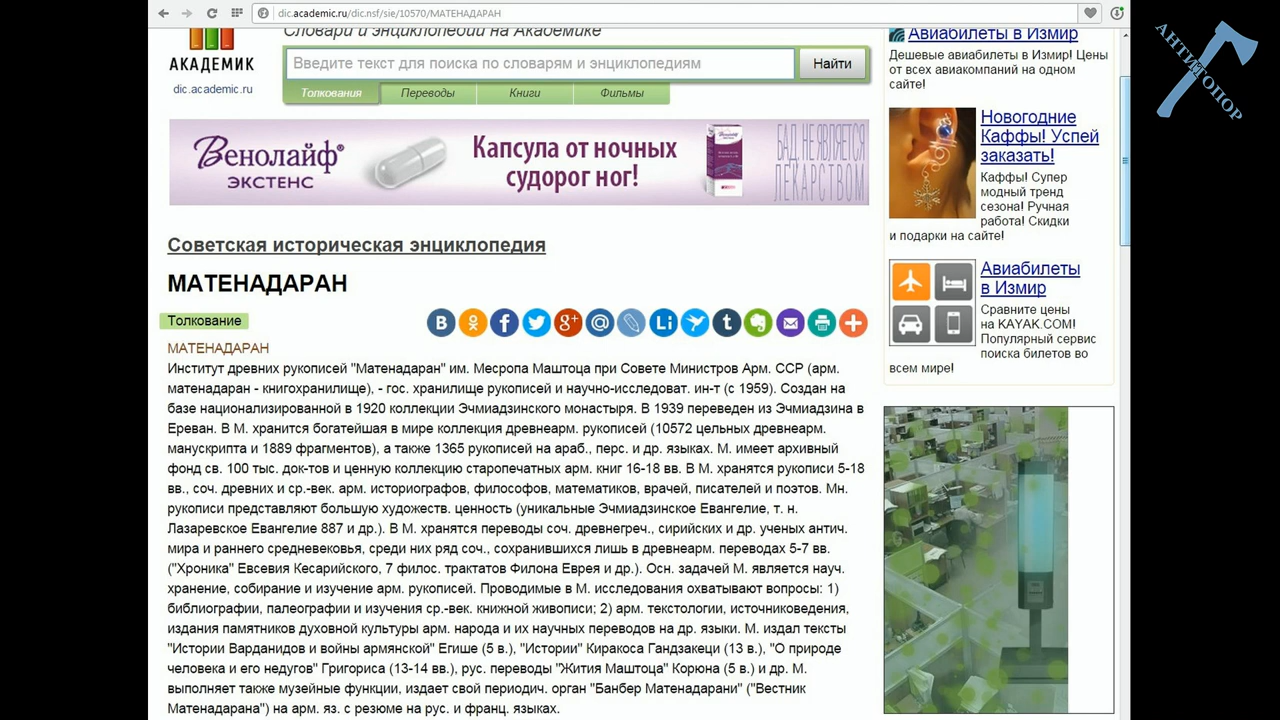 dic.academic.ru/dic.nsf/sie/10570/МАТЕНАДАРАН
Словари и энциклопедии на Академике
АКАДЕМИК
dic.academic.ru
Введите текст для поиска по словарям и энциклопедиям
Найти
Толкования
Переводы
Книги
Фильмы
ВЕНОЛАЙФ®
ЭКСТЕНС
Капсула от ночных
судорог ног!
БАД. НЕ ЯВЛЯЕТСЯ
ЛЕКАРСТВОМ
Советская историческая энциклопедия
МАТЕНАДАРАН
Толкование
МАТЕНАДАРАН
Институт древних рукописей "Матенадаран" им. Месропа Маштоца при Совете Министров Арм. ССР (арм.
матенадаран - книгохранилище), - гос. хранилище рукописей и научно-исследоват. ин-т (с 1959). Создан на
базе национализированной в 1920 коллекции Эчмиадзинского монастыря. В 1939 переведен из Эчмиадзина в
Ереван. В М. хранится богатейшая в мире коллекция древнеарм. рукописей (10572 цельных древнеарм.
манускрипта и 1889 фрагментов), а также 1365 рукописей на араб., перс. и др. языках. М. имеет архивный
фонд св. 100 тыс. док-тов и ценную коллекцию старопечатных арм. книг 16-18 вв. В М. хранятся рукописи 5-18
вв., соч. древних и ср.-век. арм. историографов, философов, математиков, врачей, писателей и поэтов. Мн.
рукописи представляют большую художеств. ценность (уникальные Эчмиадзинское Евангелие, т. н.
Лазаревское Евангелие 887 и др.). В М. хранятся переводы соч. древнегреч., сирийских и др. ученых антич.
мира и раннего средневековья, среди них ряд соч., сохранившихся лишь в древнеарм. переводах 5-7 вв.
("Хроника" Евсевия Кесарийского, 7 филос. трактатов Филона Еврея и др.). Осн. задачей М. является науч.
хранение, собирание и изучение арм. рукописей. Проводимые в М. исследования охватывают вопросы: 1)
библиографии, палеографии и изучения ср.-век. книжной живописи; 2) арм. текстологии, источниковедения,
издания памятников духовной культуры арм. народа и их научных переводов на др. языки. М. издал тексты
"Истории Варданидов и войны армянской" Егише (5 в.), "Истории" Киракоса Гандзакеци (13 в.), "О природе
человека и его недугов" Григориса (13-14 вв.), рус. переводы "Жития Маштоца" Корюна (5 в.) и др. М.
выполняет также музейные функции, издает свой периодич. орган "Банбер Матенадарани" ("Вестник
Матенадарана") на арм. яз. с резюме на рус. и франц. языках.
Авиабилеты в Измир
Дешевые авиабилеты в Измир! Цены
от всех авиакомпаний на одном
сайте!
Новогодние
Каффы! Успей
заказать!
Каффы! Супер
модный тренд
сезона! Ручная
работа! Скидки
и подарки на сайте!
Авиабилеты
в Измир
Сравните цены
на KAYAK.COM!
Популярный сервис
поиска билетов во
всем мире!
АНТИТОПОР